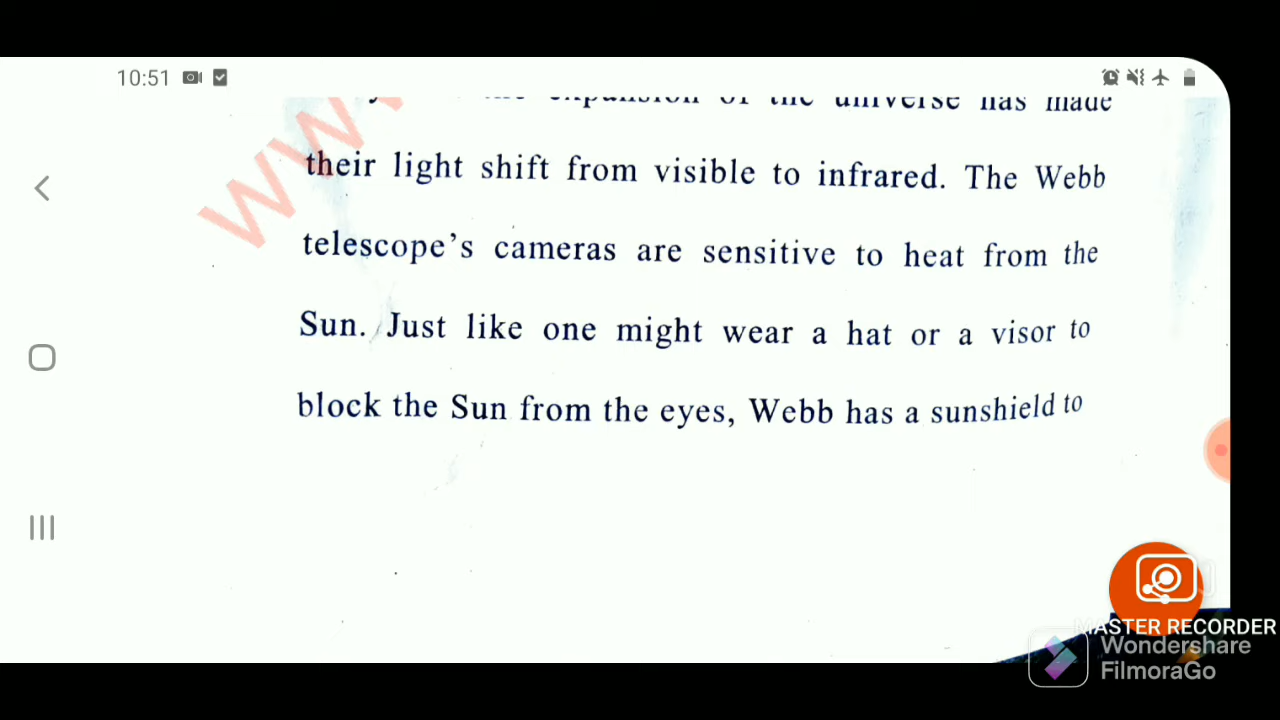 10:51
expansion of the universe has made
their light shift from visible to infrared. The Webb
telescope's cameras are sensitive to heat from the
Sun. Just like one might wear a hat or a visor to
block the Sun from the eyes, Webb has a sunshield to
WWW
MASTER RECORDER
Wondershare
FilmoraGo